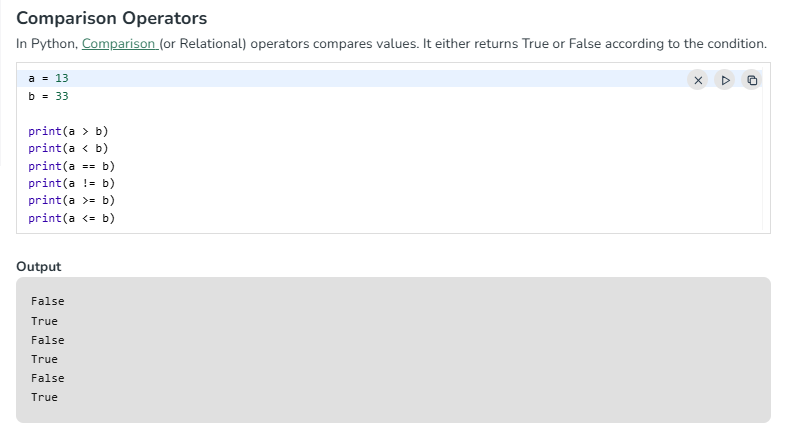 Comparison Operators
In Python, Comparison (or Relational) operators compares values. It either returns True or False according to the condition.
a = 13
b = 33
print(a > b)
print(a < b)
print(a == b)
print(a != b)
print(a >= b)
print(a <= b)
Output
False
True
False
True
False
True